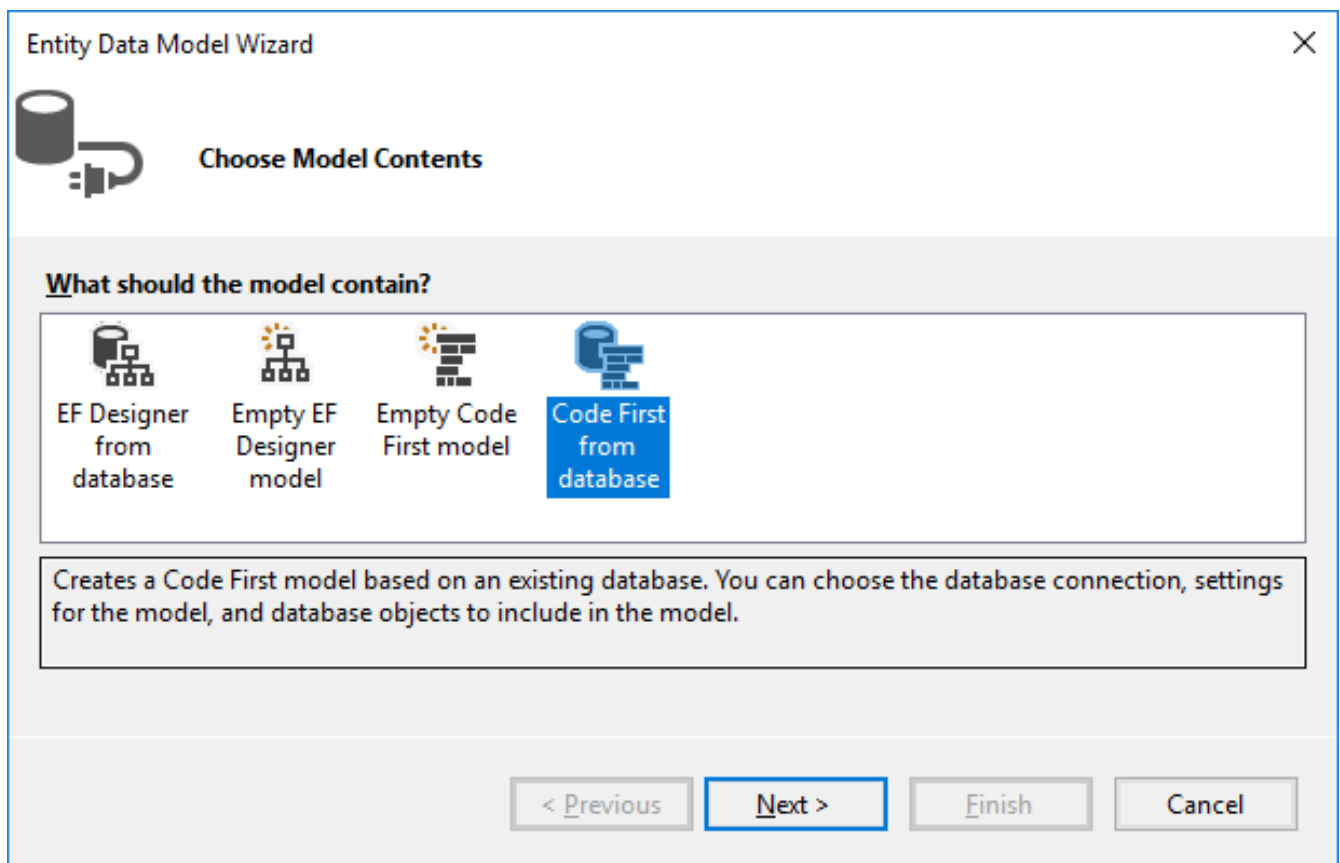 Entity Data Model Wizard
Choose Model Contents
What should the model contain?
EF Designer
from
database
Empty EF
Designer
model
Empty Code
First model
Code First
from
database
Creates a Code First model based on an existing database. You can choose the database connection, settings
for the model, and database objects to include in the model.
< Previous
Next >
Finish
Cancel